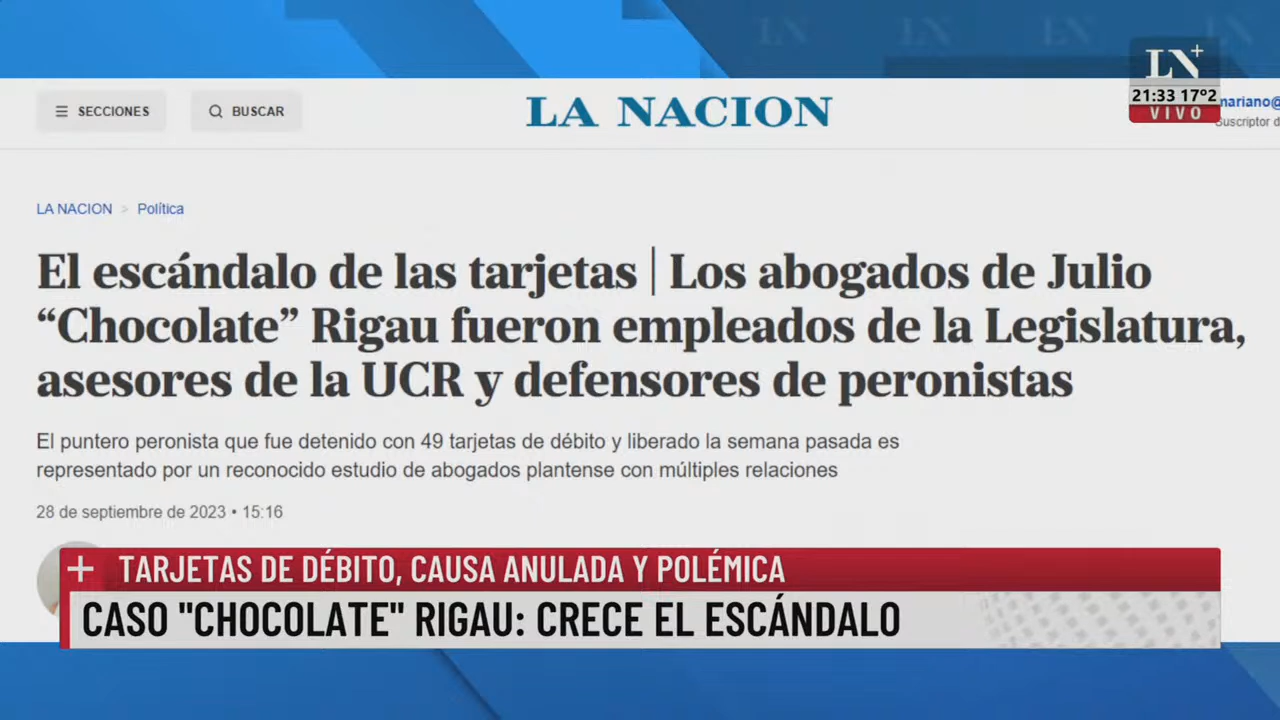 LN+
21:33 17º2
VIVO
SECCIONES
BUSCAR
LA NACION
mariano@
Suscriptor d
LA NACION > Política
El escándalo de las tarjetas | Los abogados de Julio
“Chocolate” Rigau fueron empleados de la Legislatura,
asesores de la UCR y defensores de peronistas
El puntero peronista que fue detenido con 49 tarjetas de débito y liberado la semana pasada es
representado por un reconocido estudio de abogados plantense con múltiples relaciones
28 de septiembre de 2023 • 15:16
+ TARJETAS DE DÉBITO, CAUSA ANULADA Y POLÉMICA
CASO "CHOCOLATE" RIGAU: CRECE EL ESCÁNDALO